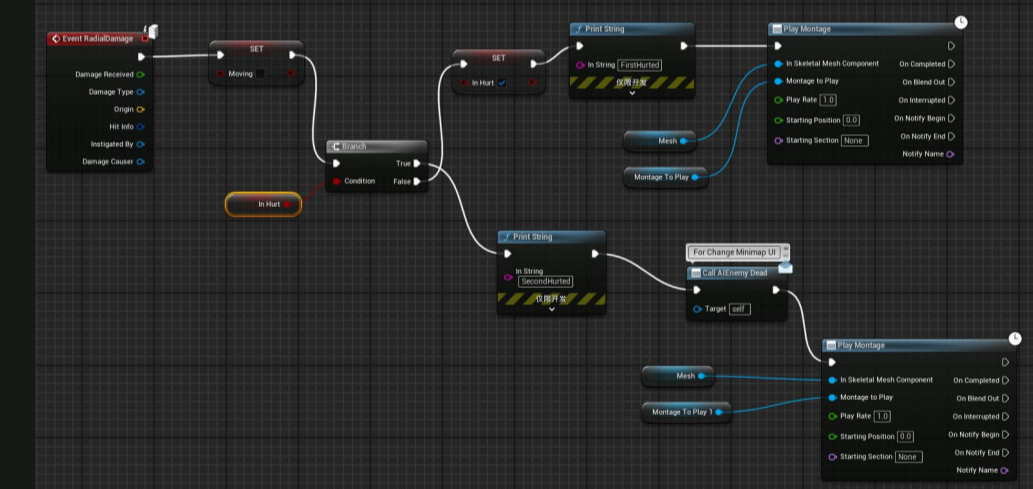 Event RadialDamage
Damage Received
Damage Type
Origin
Hit Info
Instigated By
Damage Causer
SET
Moving
Branch
True
Condition
False
In Hurt
SET
In Hurt
Print String
In String FirstHurted
仅限开发
Mesh
Montage To Play
Play Montage
In Skeletal Mesh Component
Montage to Play
Play Rate 1.0
Starting Position 0.0
Starting Section None
On Completed
On Blend Out
On Interrupted
On Notify Begin
On Notify End
Notify Name
Print String
In String
SecondHurted
仅限开发
For Change Minimap UI
Call AIEnemy Dead
Target self
Mesh
Montage To Play 1
Play Montage
In Skeletal Mesh Component
Montage to Play
Play Rate 1.0
Starting Position 0.0
Starting Section None
On Completed
On Blend Out
On Interrupted
On Notify Begin
On Notify End
Notify Name